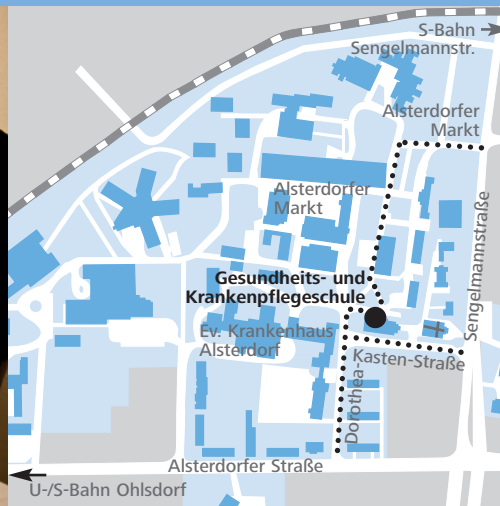 S-Bahn
Sengelmannstr.
Alsterdorfer
Markt
Alsterdorfer
Markt
Sengelmannstraße
Gesundheits- und
Krankenpflegeschule
Ev. Krankenhaus
Alsterdorf
Dorothea-
Kasten-Straße
Alsterdorfer Straße
U-/S-Bahn Ohlsdorf